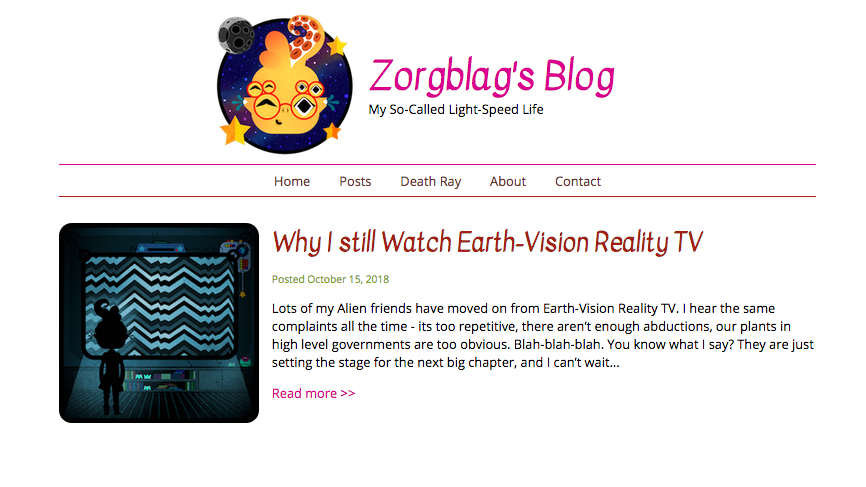 Zorgblag's Blog
My So-Called Light-Speed Life
Home Posts Death Ray About Contact
Why I still Watch Earth-Vision Reality TV
Posted October 15, 2018
Lots of my Alien friends have moved on from Earth-Vision Reality TV. I hear the same
complaints all the time - its too repetitive, there aren’t enough abductions, our plants in
high level governments are too obvious. Blah-blah-blah. You know what I say? They are just
setting the stage for the next big chapter, and I can’t wait...
Read more >>